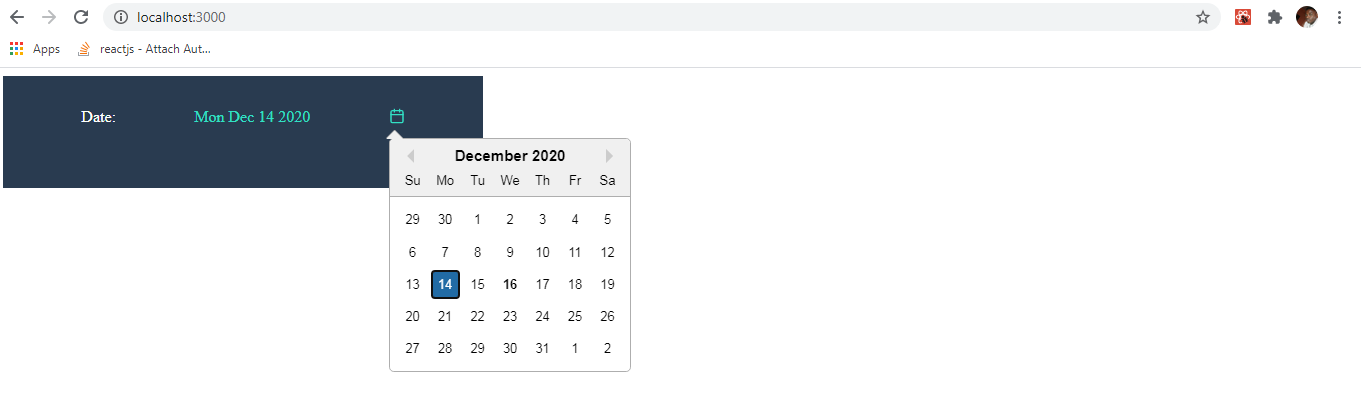 localhost:3000
Apps reactjs - Attach Aut...
Date: Mon Dec 14 2020
December 2020
Su Mo Tu We Th Fr Sa
29 30 1 2 3 4 5
6 7 8 9 10 11 12
13 14 15 16 17 18 19
20 21 22 23 24 25 26
27 28 29 30 31 1 2